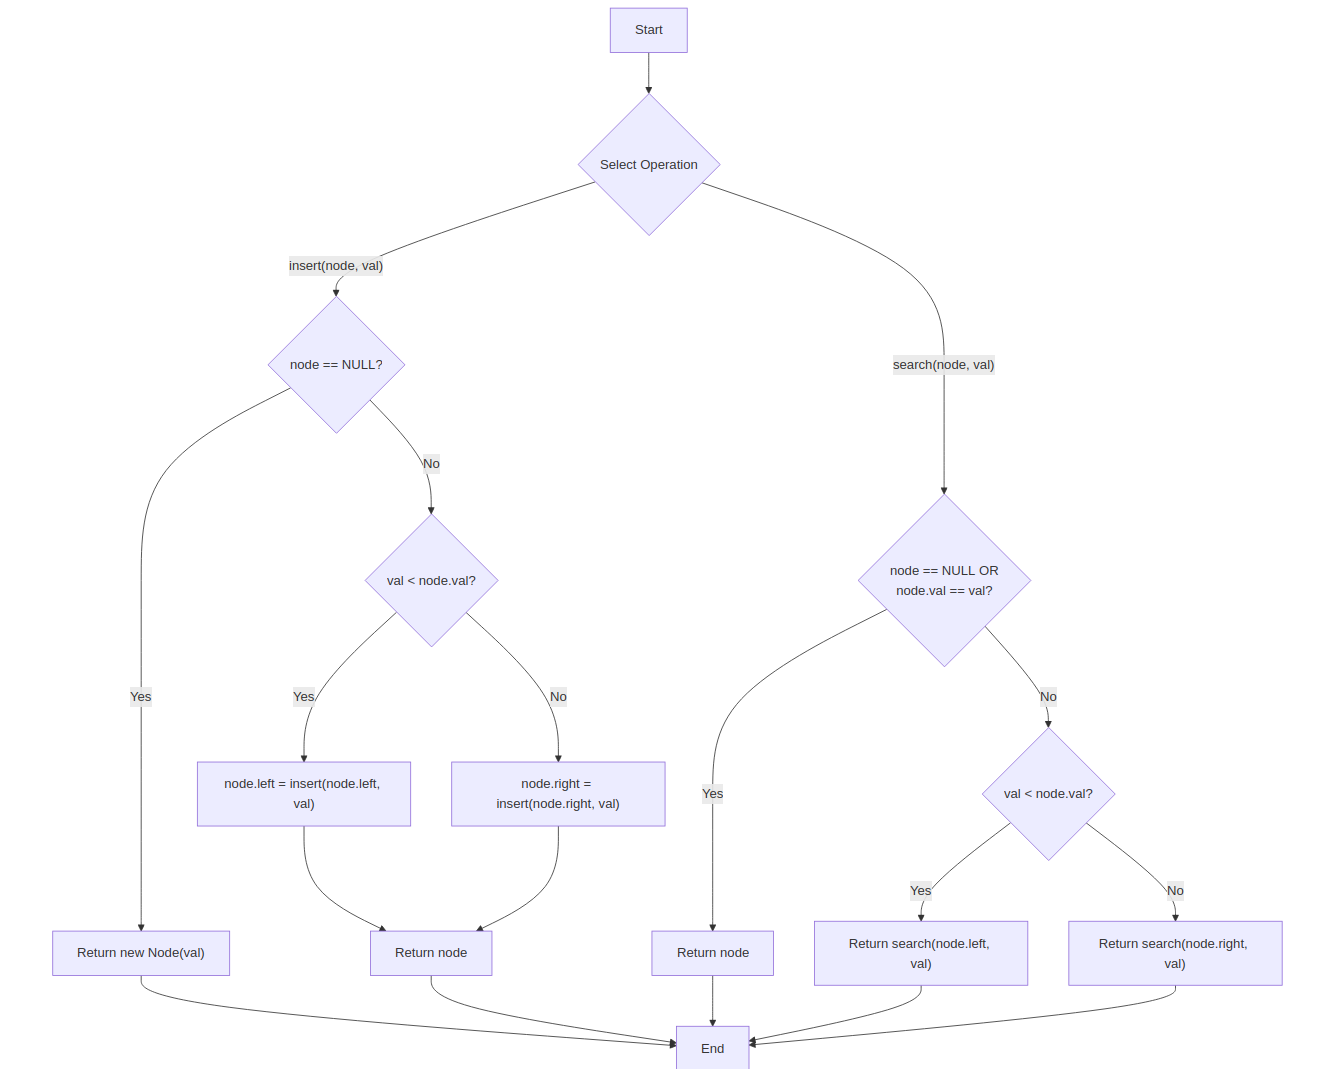 Start
Select Operation
insert(node, val)
search(node, val)
node == NULL?
No
val < node.val?
node == NULL OR
node.val == val?
Yes
Yes
No
No
node.left = insert(node.left,
val)
node.right =
insert(node.right, val)
Yes
val < node.val?
Yes
No
Return new Node(val)
Return node
Return node
Return search(node.left,
val)
Return search(node.right,
val)
End